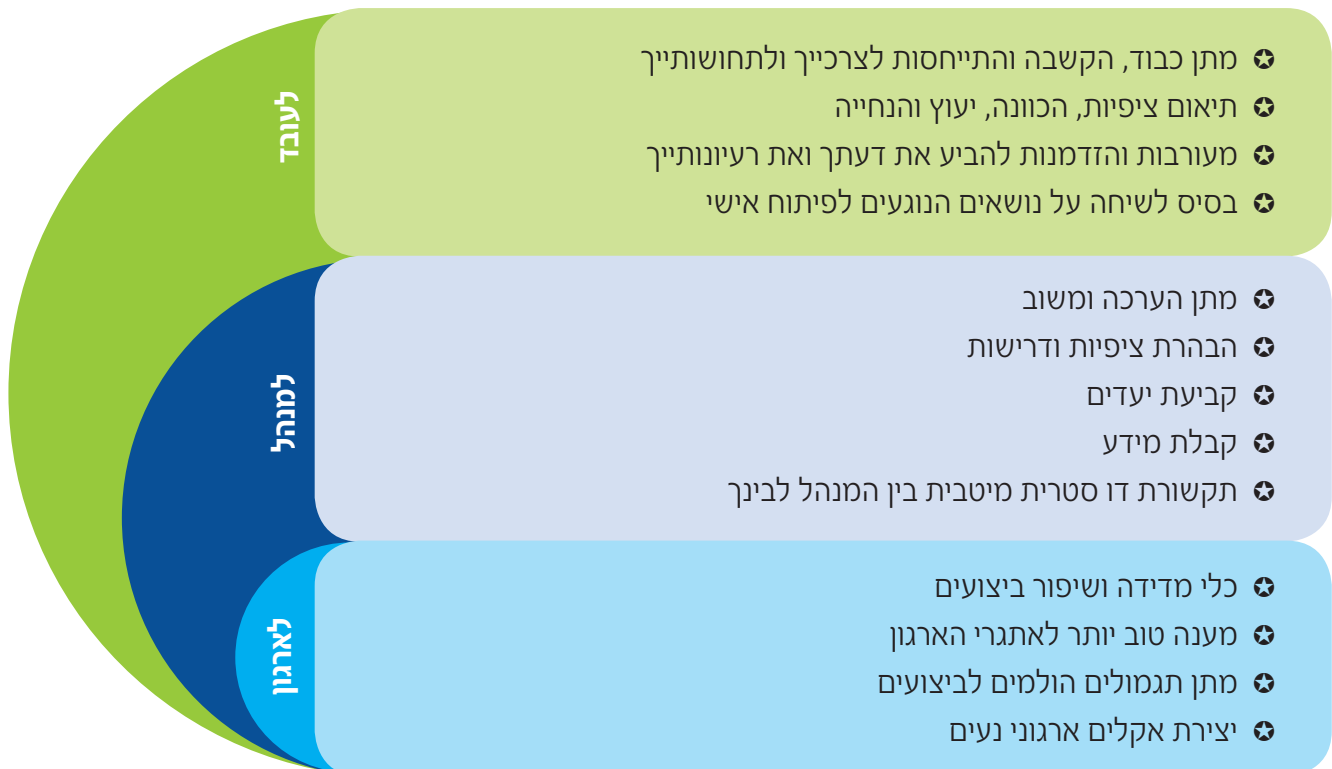 לעובד
✪ מתן כבוד, הקשבה והתייחסות לצרכייך ולתחושותייך
✪ תיאום ציפיות, הכוונה, יעוץ והנחייה
✪ מעורבות והזדמנות להביע את דעתך ואת רעיונותייך
✪ בסיס לשיחה על נושאים הנוגעים לפיתוח אישי
למנהל
✪ מתן הערכה ומשוב
✪ הבהרת ציפיות ודרישות
✪ קביעת יעדים
✪ קבלת מידע
✪ תקשורת דו סטרית מיטבית בין המנהל לבינך
לארגון
✪ כלי מדידה ושיפור ביצועים
✪ מענה טוב יותר לאתגרי הארגון
✪ מתן תגמולים הולמים לביצועים
✪ יצירת אקלים ארגוני נעים